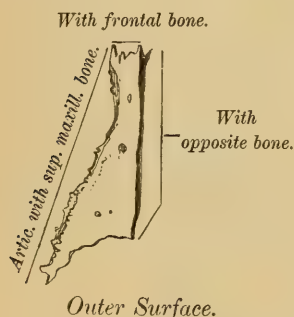 With frontal bone.
Artic. with sup. maxill. bone.
With
opposite bone.
Outer Surface.